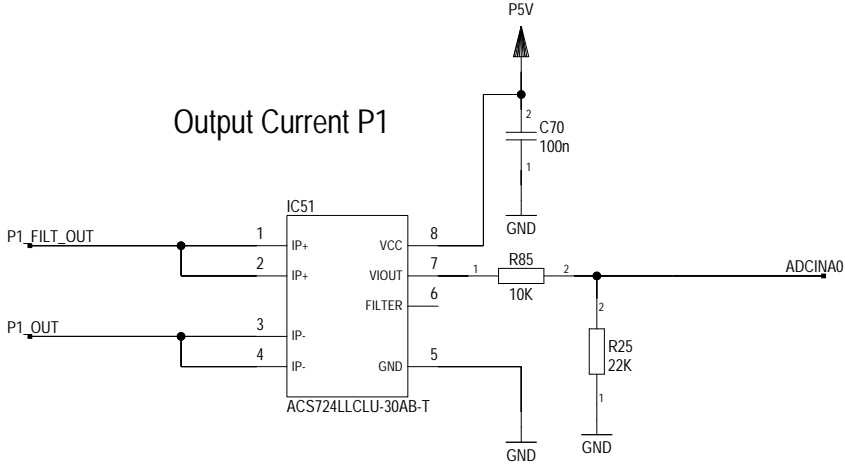 P5V
Output Current P1
2
C70
100n
1
GND
IC51
P1_FILT_OUT
1 IP+ VCC 8
2 IP+ VIOUT 7
1 R85 2
10K
ADCINA0
FILTER 6
P1_OUT
3 IP-
4 IP- GND 5
2
R25
22K
1
ACS724LLCLU-30AB-T
GND
GND